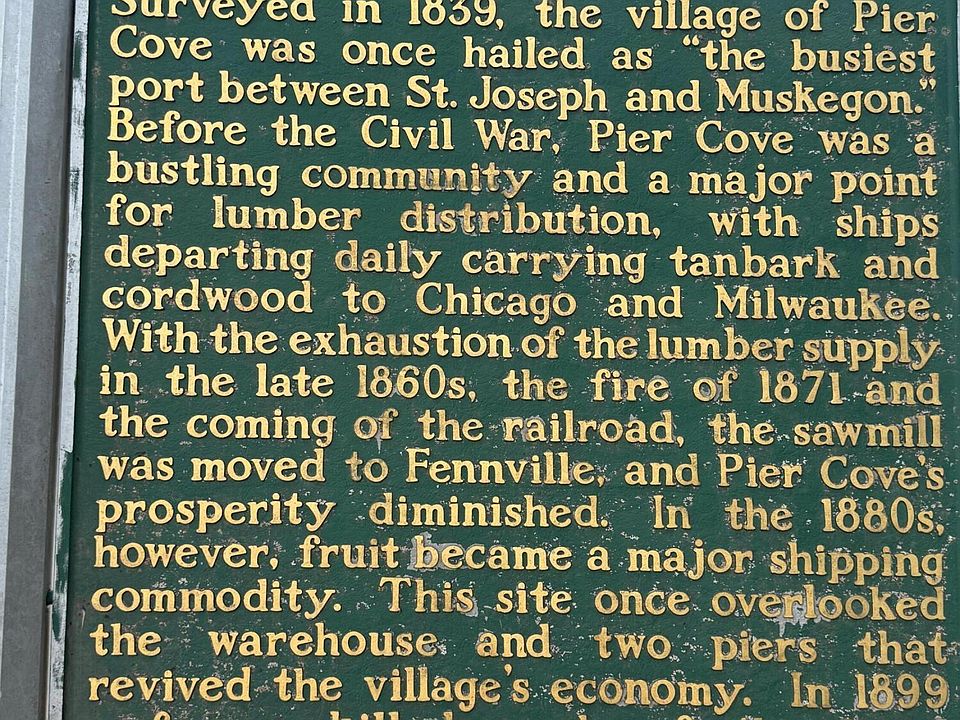 Surveyed in 1839, the village of Pier
Cove was once hailed as "the busiest
port between St. Joseph and Muskegon."
Before the Civil War, Pier Cove was a
bustling community and a major point
for lumber distribution, with ships
departing daily carrying tanbark and
cordwood to Chicago and Milwaukee.
With the exhaustion of the lumber supply
in the late 1860s, the fire of 1871 and
the coming of the railroad, the sawmill
was moved to Fennville, and Pier Cove's
prosperity diminished. In the 1880s,
however, fruit became a major shipping
commodity. This site once overlooked
the warehouse and two piers that
revived the village's economy. In 1899